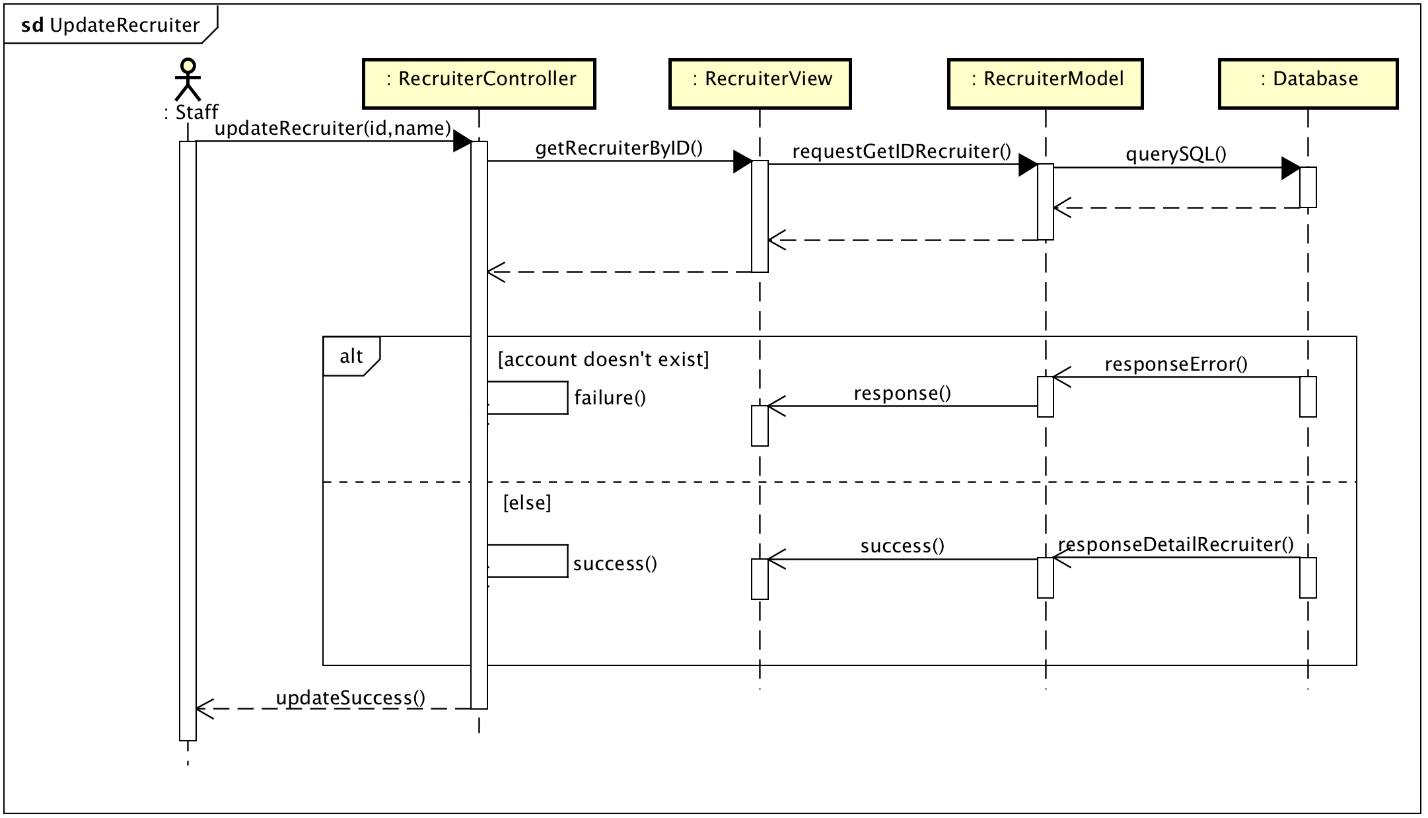 sd UpdateRecruiter
: Staff
: RecruiterController
: RecruiterView
: RecruiterModel
: Database
updateRecruiter(id,name)
getRecruiterByID()
requestGetIDRecruiter()
querySQL()
alt
[account doesn't exist]
responseError()
response()
failure()
[else]
responseDetailRecruiter()
success()
success()
updateSuccess()